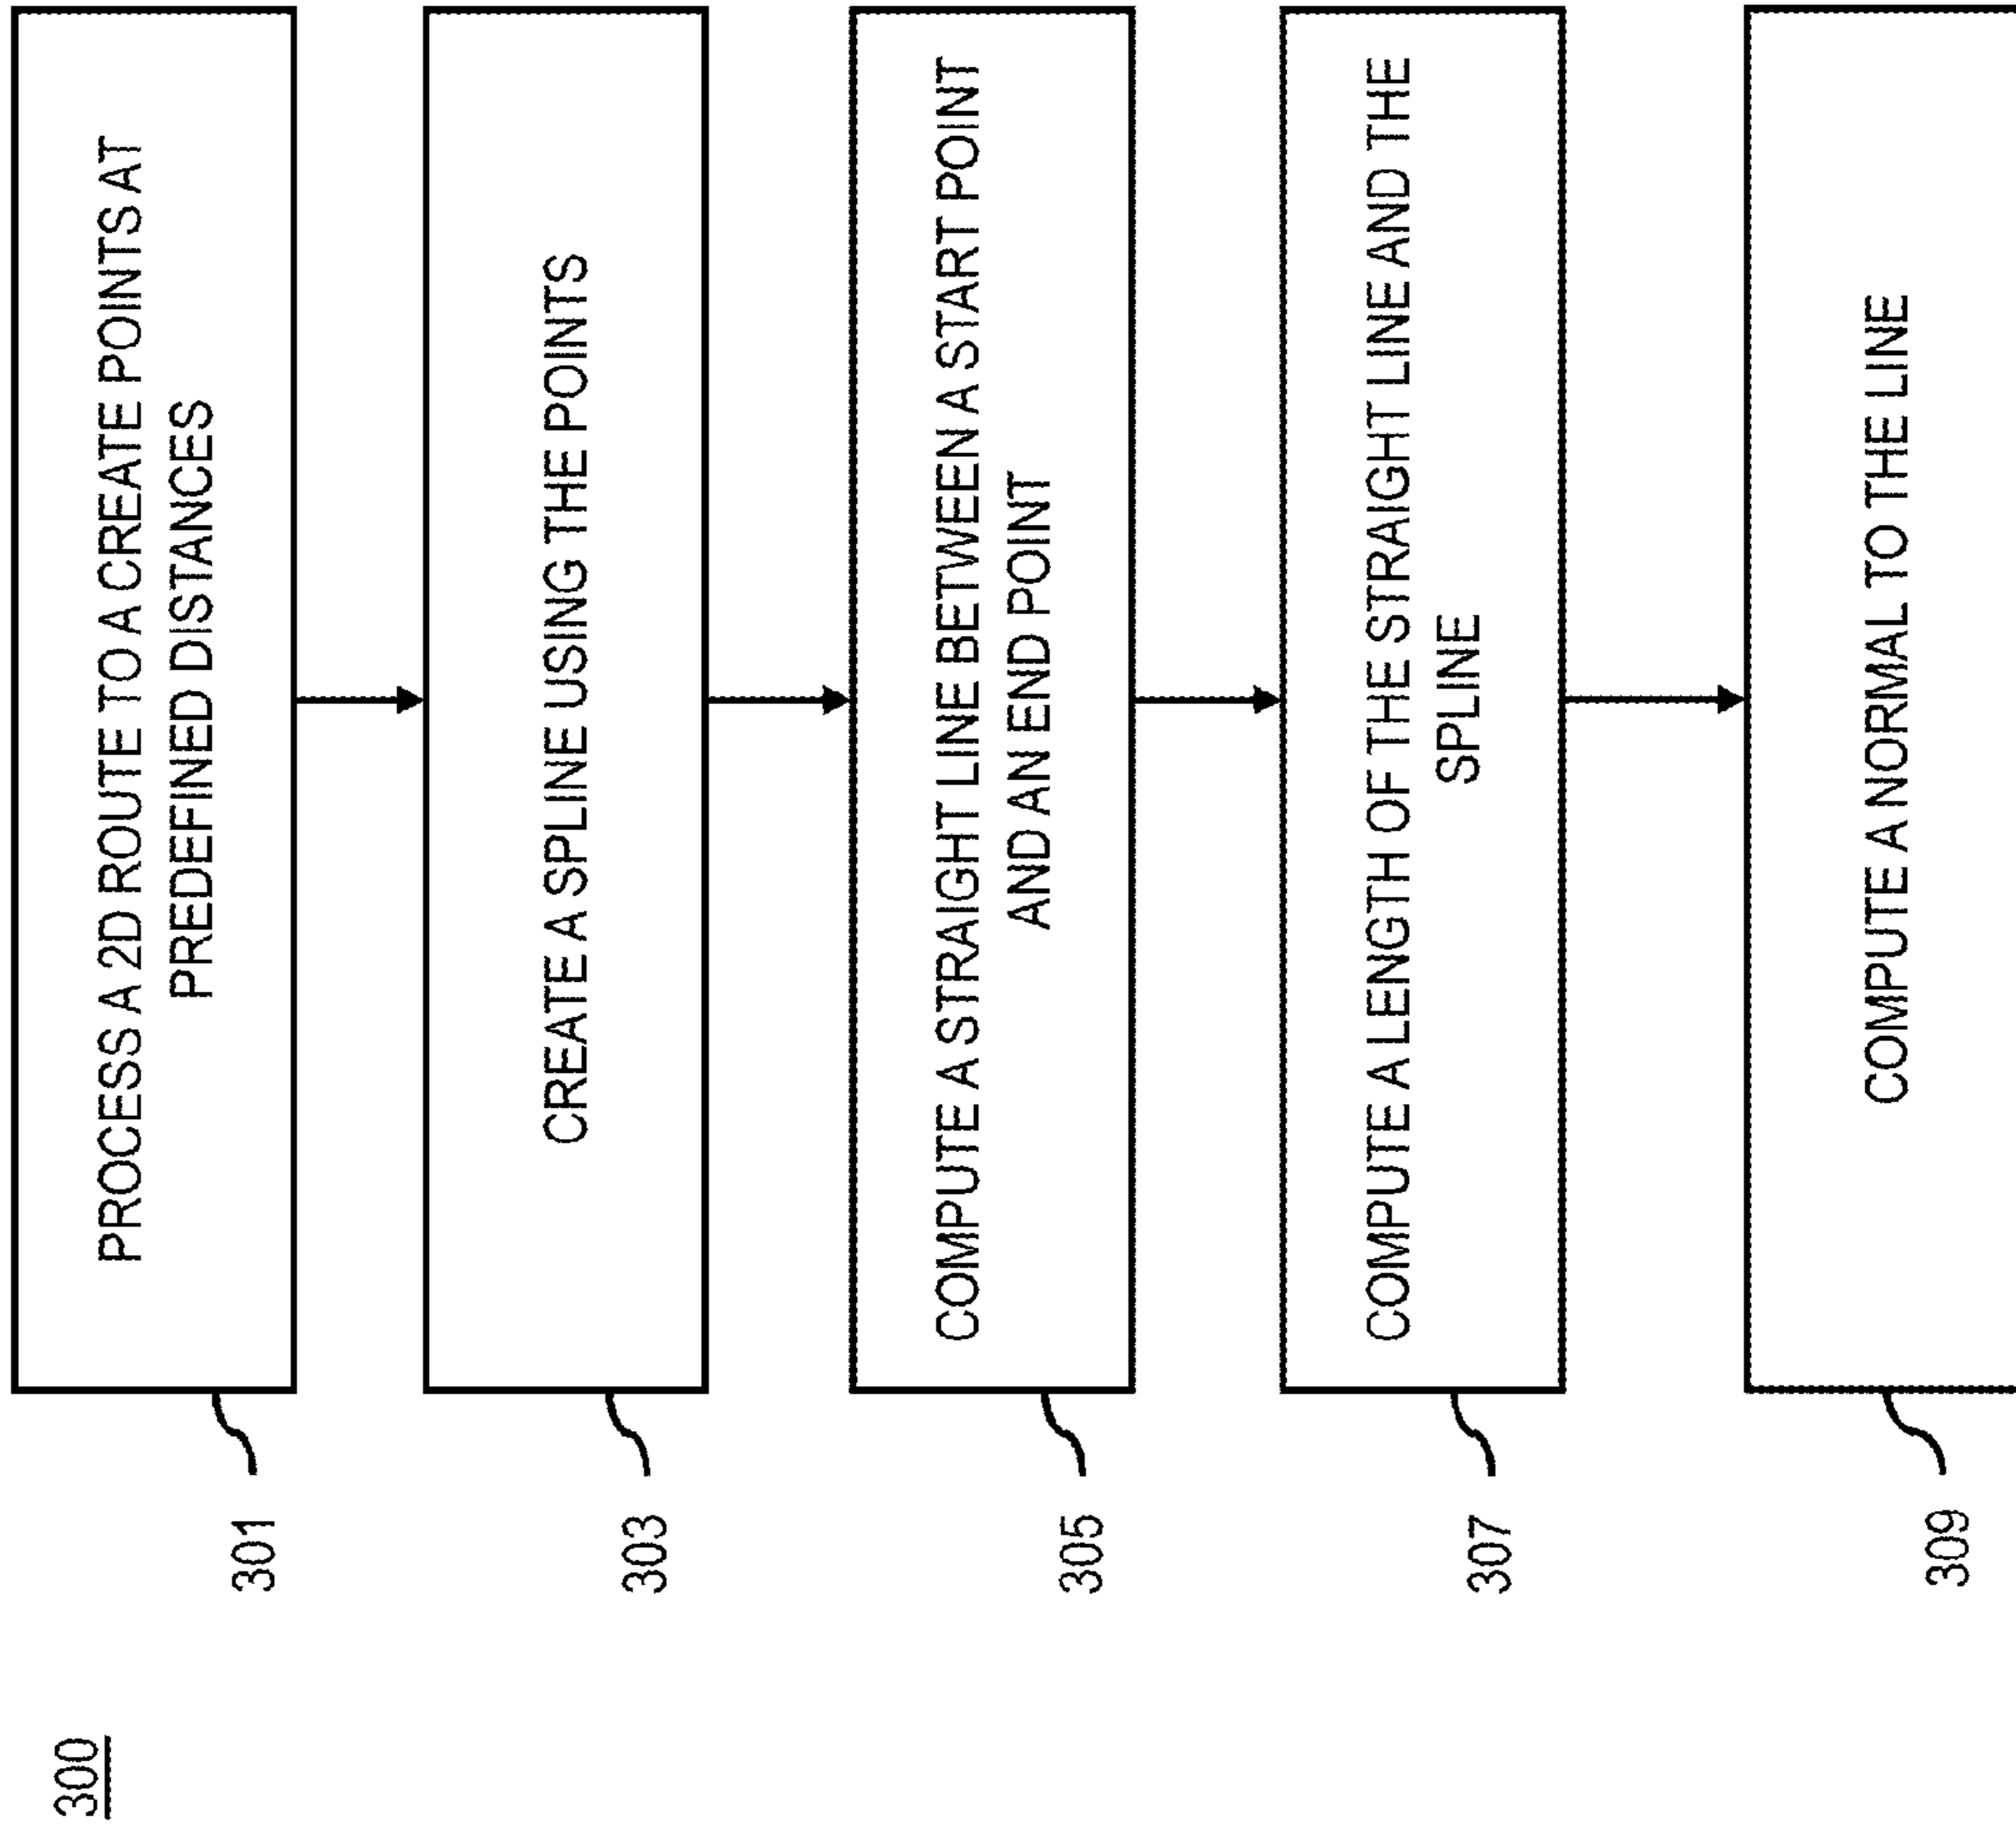 300
301
PROCESS A 2D ROUTE TO A CREATE POINTS AT
PREDEFINED DISTANCES
303
CREATE A SPLINE USING THE POINTS
305
COMPUTE A STRAIGHT LINE BETWEEN A START POINT
AND AN END POINT
307
COMPUTE A LENGTH OF THE STRAIGHT LINE AND THE
SPLINE
309
COMPUTE A NORMAL TO THE LINE